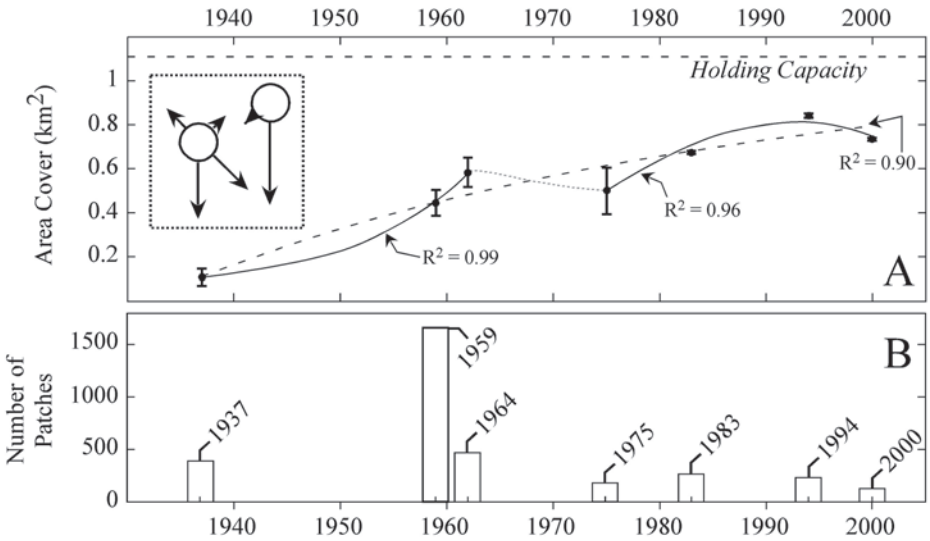 1940 1950 1960 1970 1980 1990 2000
Holding Capacity
1
0.8
0.6
0.4
0.2
Area Cover (km²)
R² = 0.90
R² = 0.96
R² = 0.99
A
B
1500
1000
500
0
Number of
Patches
1937
1959
1964
1975
1983
1994
2000
1940 1950 1960 1970 1980 1990 2000